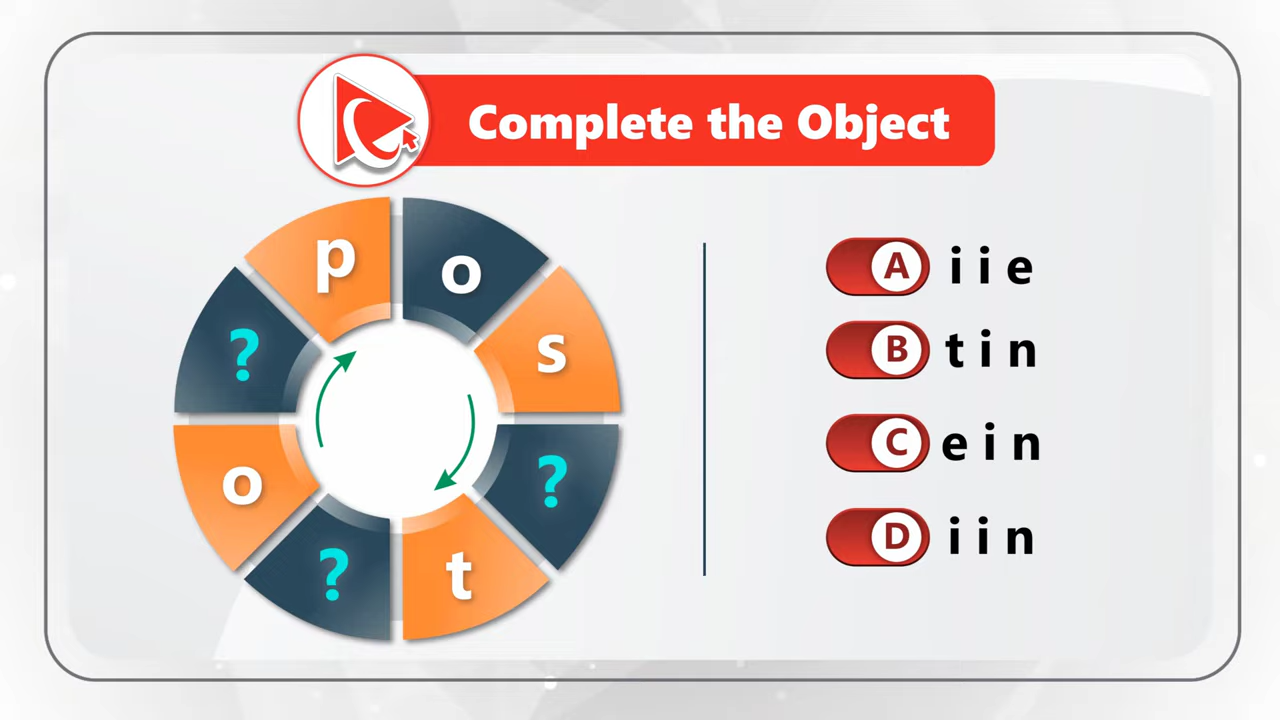 Complete the Object
p o s ? t ? o ?
A i i e
B t i n
C e i n
D i i n